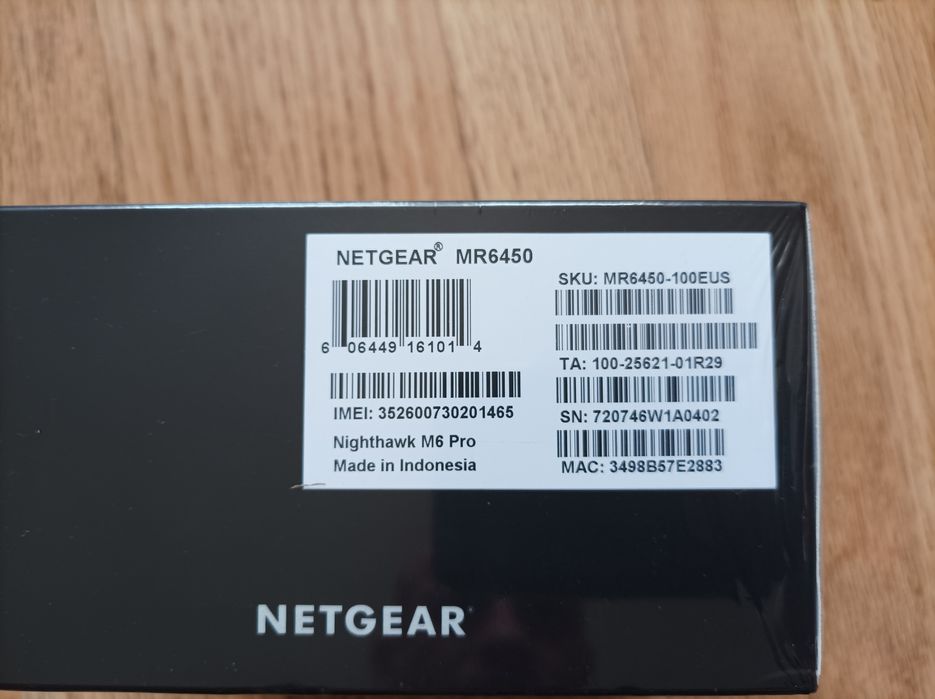 NETGEAR® MR6450
6 06449 16101 4
IMEI: 352600730201465
Nighthawk M6 Pro
Made in Indonesia
SKU: MR6450-100EUS
TA: 100-25621-01R29
SN: 720746W1A0402
MAC: 3498B57E2883
NETGEAR